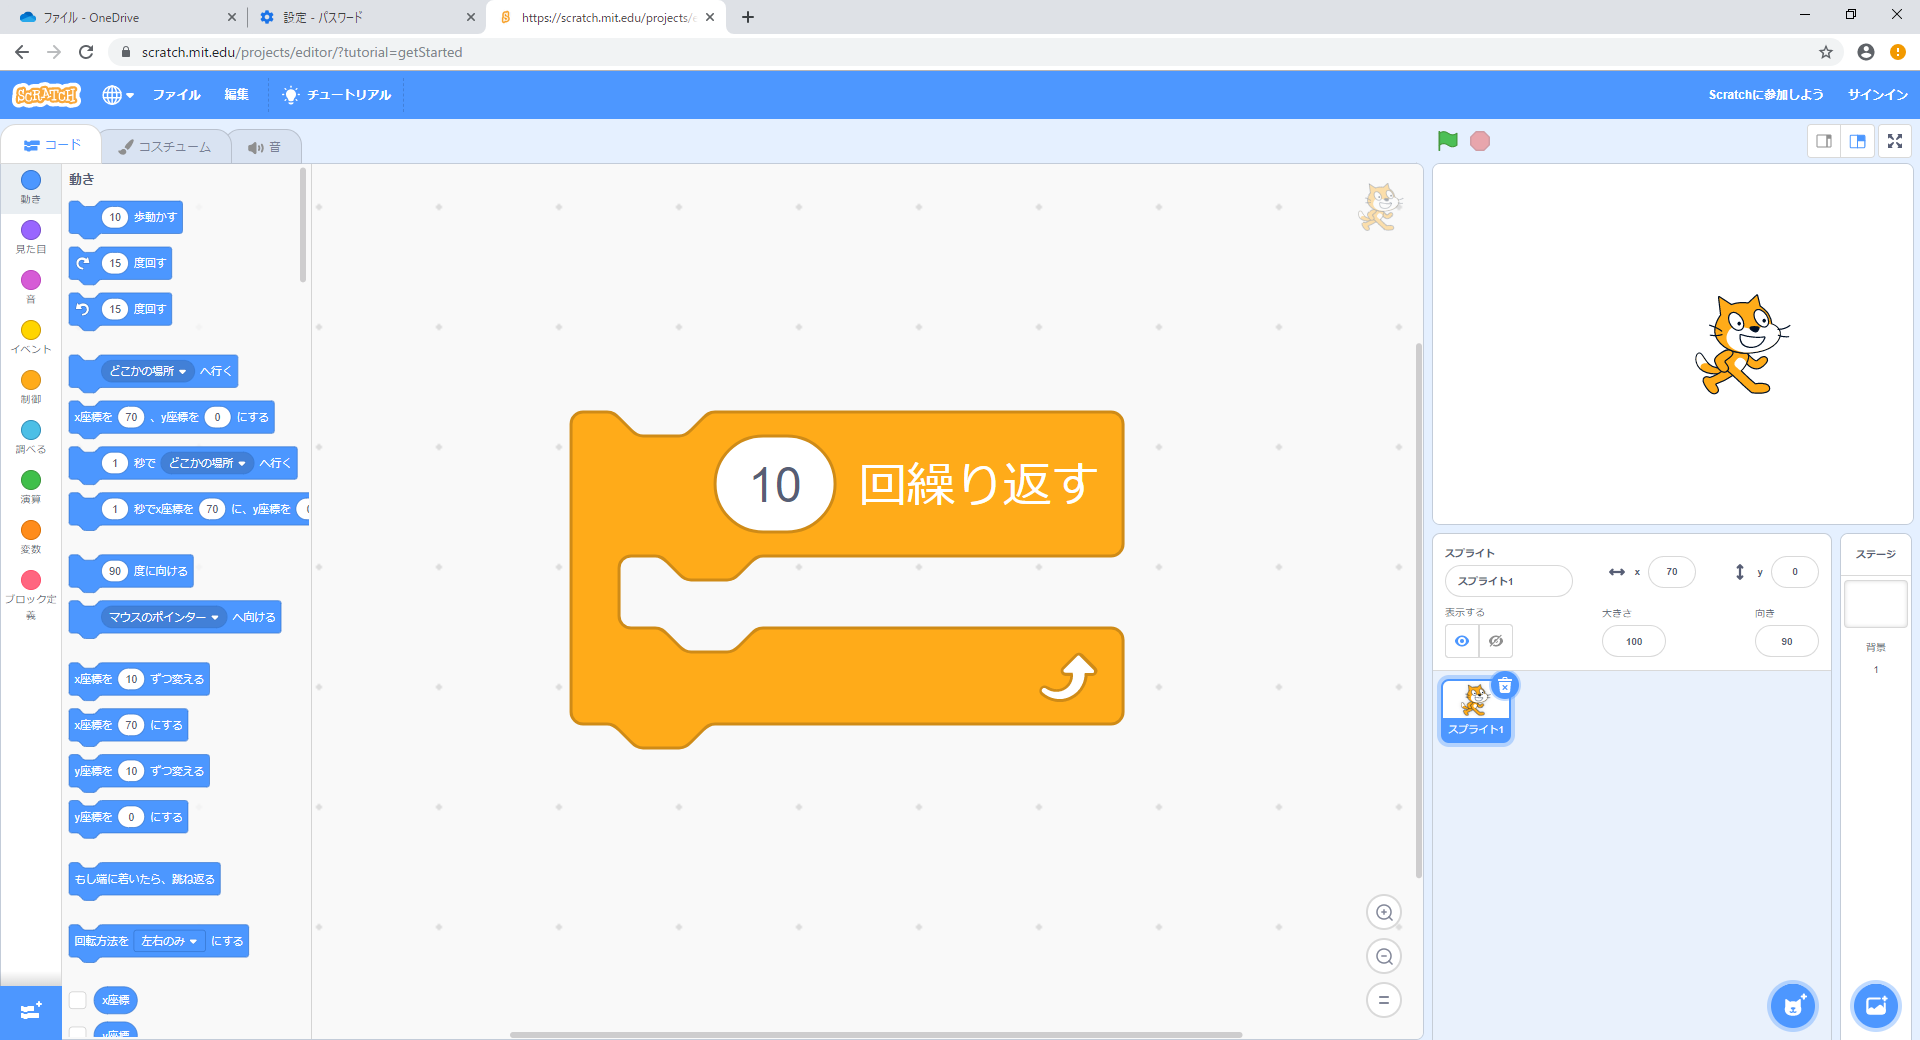 ファイル - OneDrive
設定 - パスワード
https://scratch.mit.edu/projects/e
scratch.mit.edu/projects/editor/?tutorial=getStarted
SCRATCH
ファイル
編集
チュートリアル
Scratchに参加しよう
サインイン
コード
コスチューム
音
動き
見た目
音
イベント
制御
調べる
演算
変数
ブロック定
義
動き
10 歩動かす
15 度回す
15 度回す
どこかの場所 へ行く
x座標を 70 、y座標を 0 にする
1 秒で どこかの場所 へ行く
1 秒でx座標を 70 に、y座標を
90 度に向ける
マウスのポインター へ向ける
x座標を 10 ずつ変える
x座標を 70 にする
y座標を 10 ずつ変える
y座標を 0 にする
もし端に着いたら、跳ね返る
回転方法を 左右のみ にする
x座標
y座標
10 回繰り返す
スプライト
スプライト1
x 70
y 0
表示する
大きさ
100
向き
90
スプライト1
ステージ
背景
1